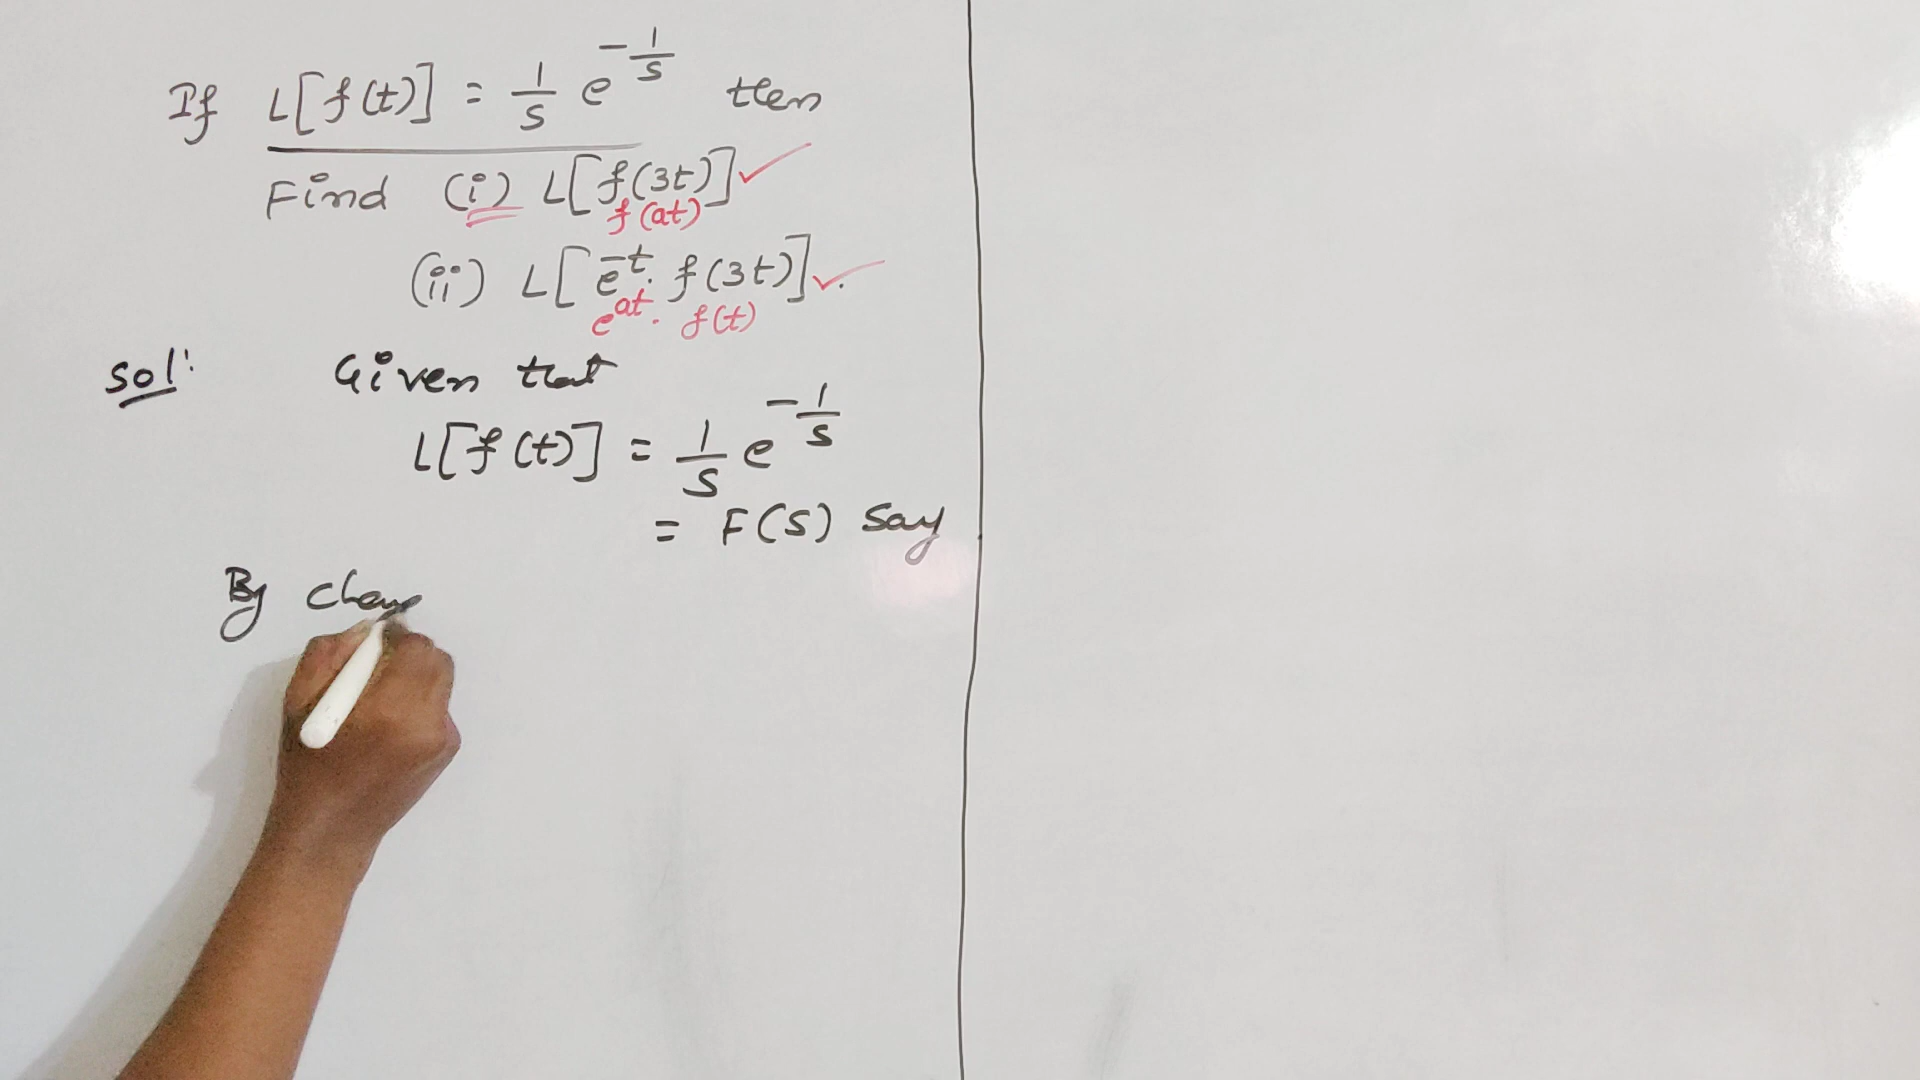 If L[f(t)] = 1/s e^{-1/s} then
Find (i) L[f(3t)] ✓
f(at)
(ii) L[e^{-t}. f(3t)] ✓.
e^{at}. f(t)
Sol: Given that
L[f(t)] = 1/s e^{-1/s}
= F(S) Say
By